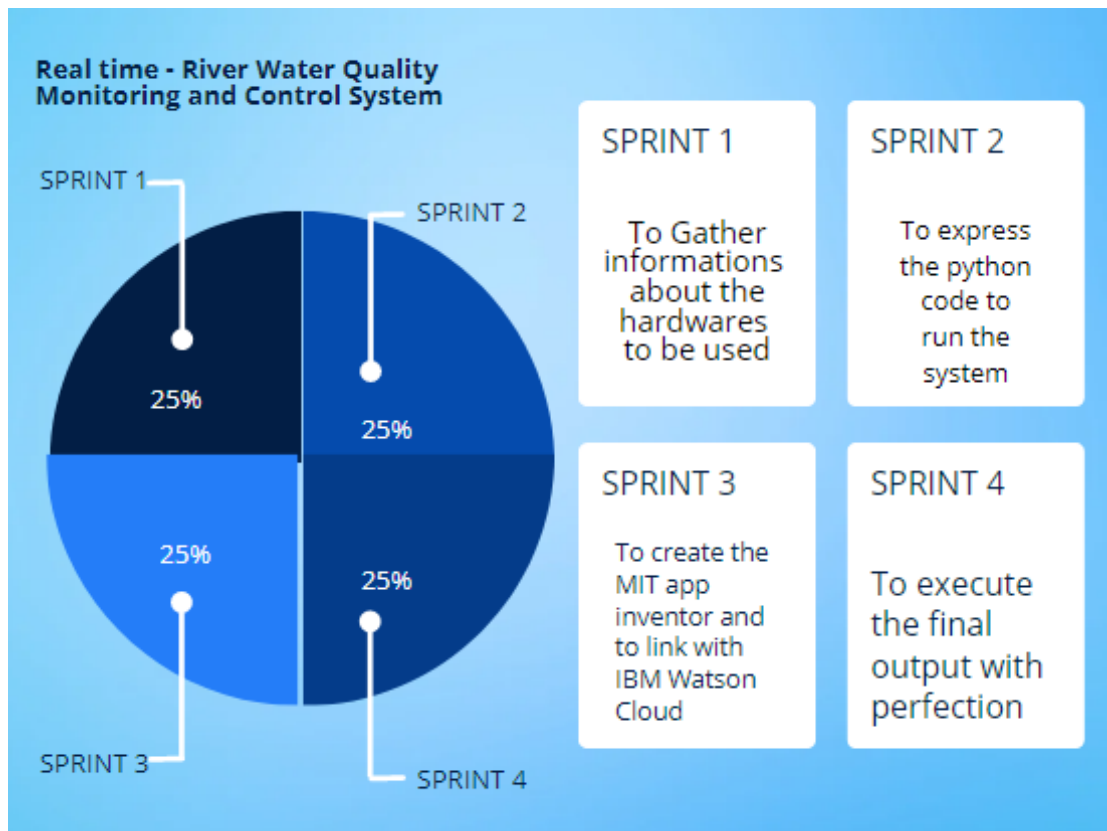 Real time - River Water Quality
Monitoring and Control System
SPRINT 1
SPRINT 2
25%
25%
25%
25%
SPRINT 3
SPRINT 4
SPRINT 1
To Gather
informations
about the
hardwares
to be used
SPRINT 2
To express
the python
code to
run the
system
SPRINT 3
To create the
MIT app
inventor and
to link with
IBM Watson
Cloud
SPRINT 4
To execute
the final
output with
perfection